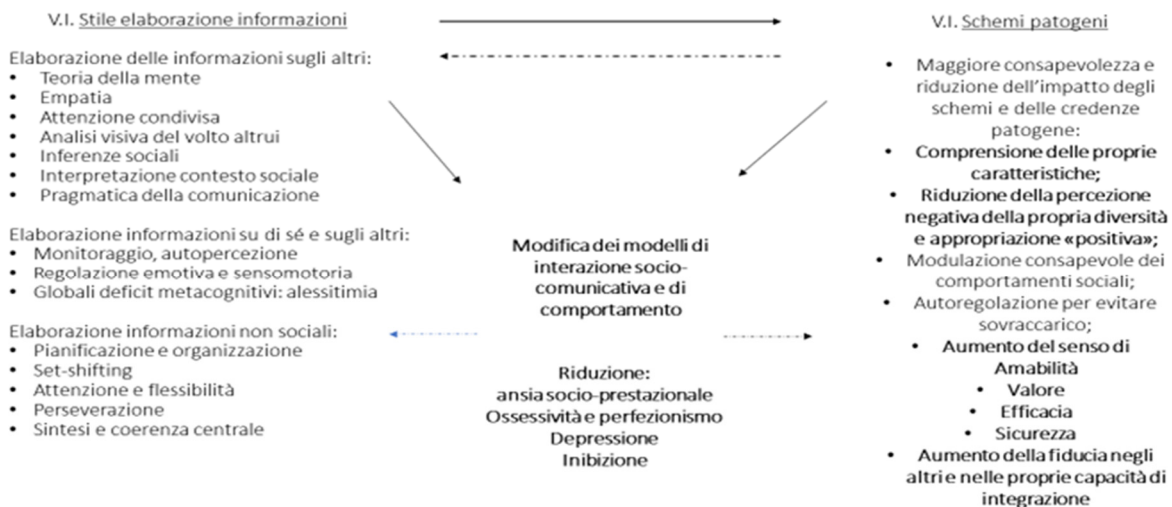 V.I. Stile elaborazione informazioni
Elaborazione delle informazioni sugli altri:
• Teoria della mente
• Empatia
• Attenzione condivisa
• Analisi visiva del volto altrui
• Inferenze sociali
• Interpretazione contesto sociale
• Pragmatica della comunicazione
Elaborazione informazioni su di sé e sugli altri:
• Monitoraggio, autopercezione
• Regolazione emotiva e sensomotoria
• Globali deficit metacognitivi: alessitimia
Elaborazione informazioni non sociali:
• Pianificazione e organizzazione
• Set-shifting
• Attenzione e flessibilità
• Perseverazione
• Sintesi e coerenza centrale
Modifica dei modelli di
interazione socio-
comunicativa e di
comportamento
Riduzione:
ansia socio-prestazionale
Ossessività e perfezionismo
Depressione
Inibizione
V.I. Schemi patogeni
• Maggiore consapevolezza e
riduzione dell'impatto degli
schemi e delle credenze
patogene:
• Comprensione delle proprie
caratteristiche;
• Riduzione della percezione
negativa della propria diversità
e appropriazione «positiva»;
• Modulazione consapevole dei
comportamenti sociali;
• Autoregolazione per evitare
sovraccarico;
• Aumento del senso di
Amabilità
• Valore
• Efficacia
• Sicurezza
• Aumento della fiducia negli
altri e nelle proprie capacità di
integrazione